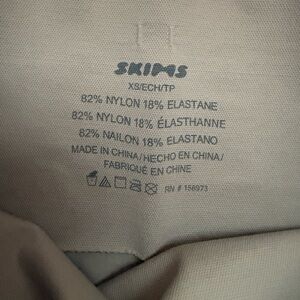 SKIMS
XS/ECH/TP
82% NYLON 18% ELASTANE
82% NYLON 18% ÉLASTHANNE
82% NAILON 18% ELASTANO
MADE IN CHINA/HECHO EN CHINA/
FABRIQUÉ EN CHINE
RN # 158973